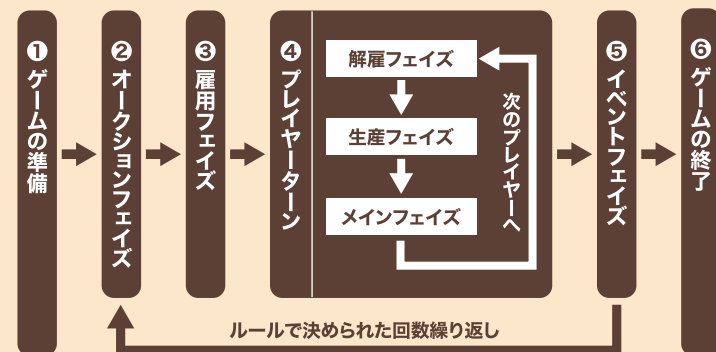 ❶ ゲームの準備
❷ オークションフェイズ
❸ 雇用フェイズ
❹ プレイヤーターン
解雇フェイズ
生産フェイズ
メインフェイズ
次のプレイヤーへ
❺ イベントフェイズ
❻ ゲームの終了
ルールで決められた回数繰り返し